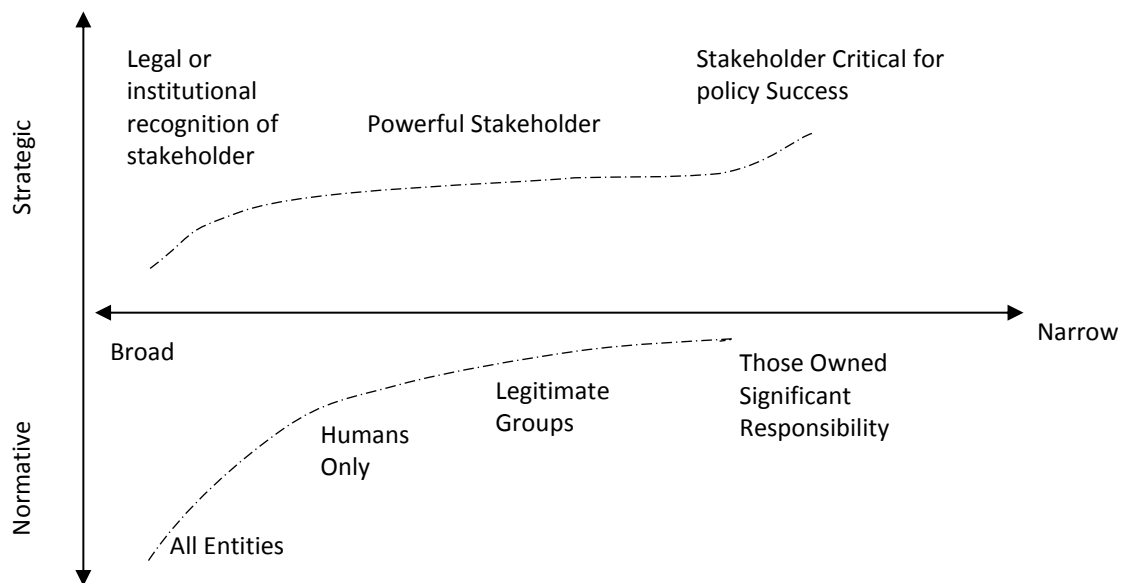 Legal or
institutional
recognition of
stakeholder
Powerful Stakeholder
Stakeholder Critical for
policy Success
Strategic
Broad
Narrow
Normative
All Entities
Humans
Only
Legitimate
Groups
Those Owned
Significant
Responsibility